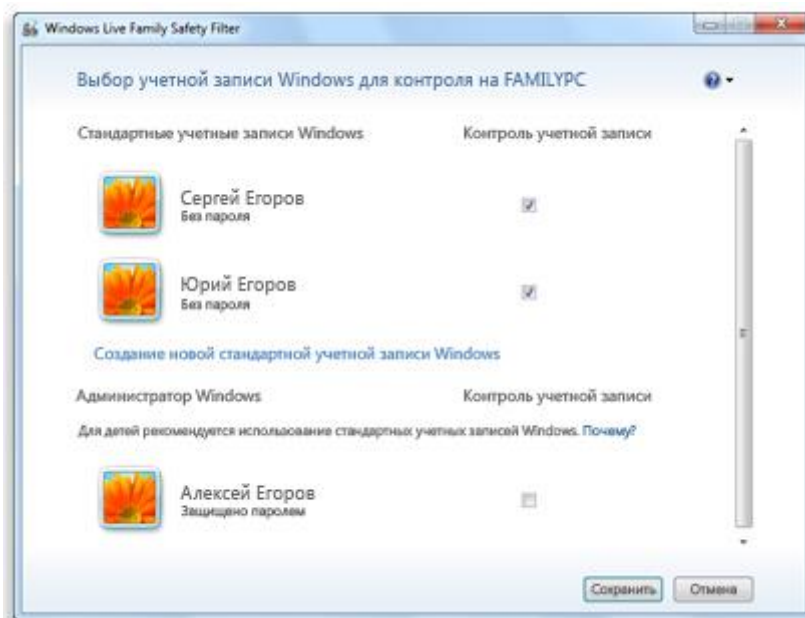 Windows Live Family Safety Filter
Выбор учетной записи Windows для контроля на FAMILYPC
Стандартные учетные записи Windows Контроль учетной записи
Сергей Егоров
Без пароля
Юрий Егоров
Без пароля
Создание новой стандартной учетной записи Windows
Администратор Windows Контроль учетной записи
Для детей рекомендуется использование стандартных учетных записей Windows. Почему?
Алексей Егоров
Защищено паролем
Сохранить Отмена